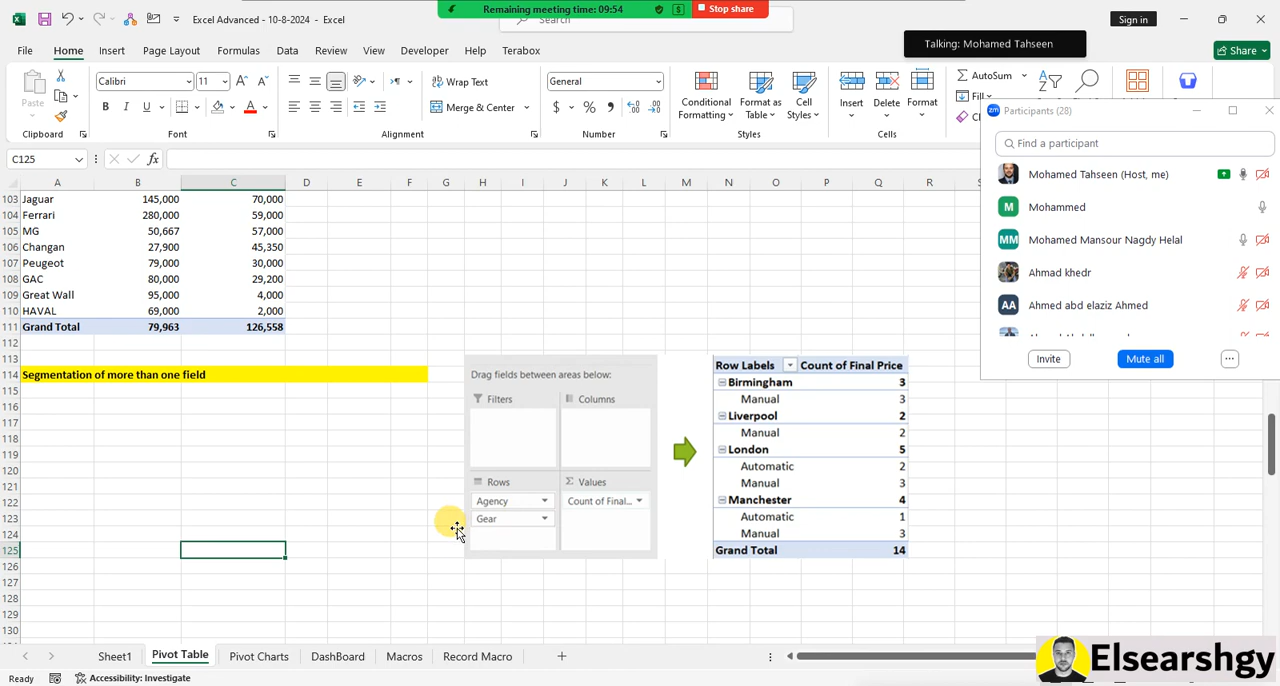 Excel Advanced - 10-8-2024 - Excel
Remaining meeting time: 09:54
Stop share
Search
Sign in
File Home Insert Page Layout Formulas Data Review View Developer Help Terabox
Talking: Mohamed Tahseen
Share
Paste
Calibri 11
Wrap Text
General
Conditional Formatting
Format as Table
Cell Styles
Insert
Delete
Format
AutoSum
Fill
B I U
Merge & Center
Clipboard Font Alignment Number Styles Cells
C125
fx
Participants (28)
Find a participant
Mohamed Tahseen (Host, me)
M Mohammed
MM Mohamed Mansour Nagdy Helal
Ahmad khedr
AA Ahmed abd elaziz Ahmed
Invite
Mute all
A B C D E F G H I J K L M N O P Q R
103 Jaguar 145,000 70,000
104 Ferrari 280,000 59,000
105 MG 50,667 57,000
106 Changan 27,900 45,350
107 Peugeot 79,000 30,000
108 GAC 80,000 29,200
109 Great Wall 95,000 4,000
110 HAVAL 69,000 2,000
111 Grand Total 79,963 126,558
112
113
114 Segmentation of more than one field
115
116
117
118
119
120
121
122
123
124
125
126
127
128
129
130
Drag fields between areas below:
Filters
Columns
Rows
Σ Values
Agency
Count of Final...
Gear
Row Labels Count of Final Price
Birmingham 3
Manual 3
Liverpool 2
Manual 2
London 5
Automatic 2
Manual 3
Manchester 4
Automatic 1
Manual 3
Grand Total 14
Sheet1 Pivot Table Pivot Charts DashB Macros Record Macro
Elsearshgy
Ready
Accessibility: Investigate